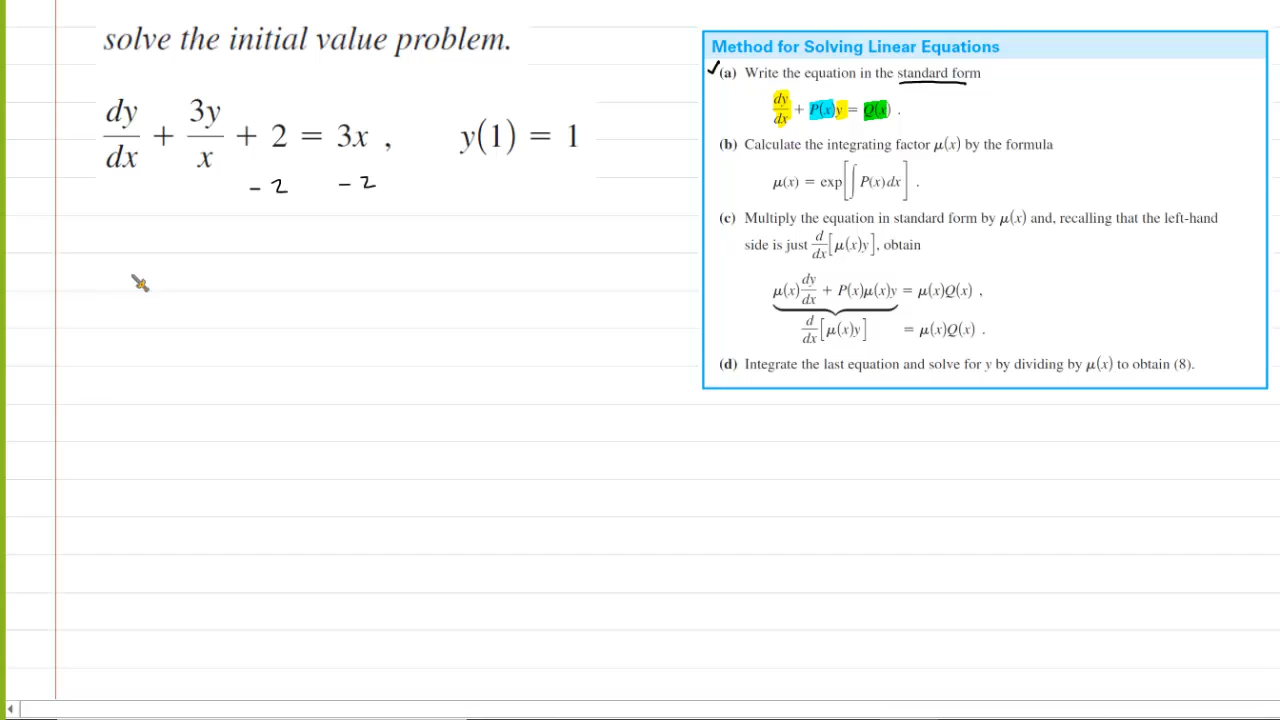 solve the initial value problem.
dy/dx + 3y/x + 2 = 3x , y(1) = 1
- 2 - 2
Method for Solving Linear Equations
✓(a) Write the equation in the standard form
dy/dx + P(x)y = Q(x) .
(b) Calculate the integrating factor μ(x) by the formula
μ(x) = exp[∫ P(x) dx] .
(c) Multiply the equation in standard form by μ(x) and, recalling that the left-hand
side is just d/dx[μ(x)y], obtain
μ(x) dy/dx + P(x)μ(x)y = μ(x)Q(x) ,
d/dx[μ(x)y] = μ(x)Q(x) .
(d) Integrate the last equation and solve for y by dividing by μ(x) to obtain (8).